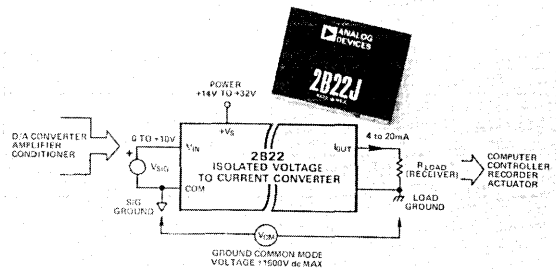 ANALOG
DEVICES
2B22J
POWER
+14V TO +32V
D/A CONVERTER
AMPLIFIER
CONDITIONER
0 TO +10V
+VS
VIN
+
VSIG
COM
2B22
ISOLATED VOLTAGE
TO CURRENT CONVERTER
IOUT
4 to 20mA
RLOAD
(RECEIVER)
COMPUTER
CONTROLLER
RECORDER
ACTUATOR
SIG
GROUND
LOAD
GROUND
VCM
GROUND COMMON MODE
VOLTAGE ±1500V dc MAX